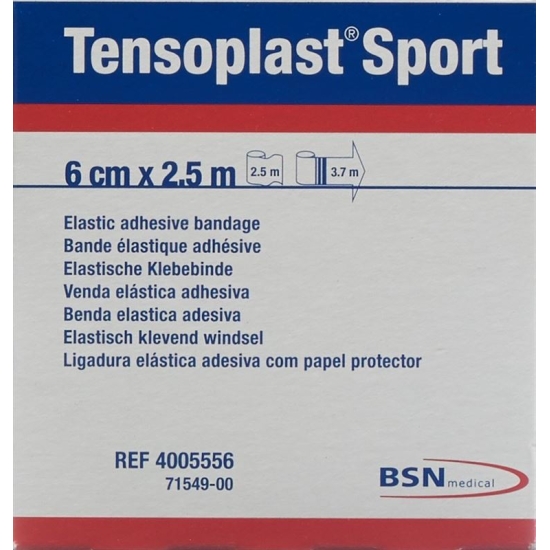 Tensoplast® Sport
6 cm x 2.5 m 2.5 m 3.7 m
Elastic adhesive bandage
Bande élastique adhésive
Elastische Klebebinde
Venda elástica adhesiva
Benda elastica adesiva
Elastisch klevend windsel
Ligadura elástica adesiva com papel protector
REF 4005556
71549-00
BSN medical